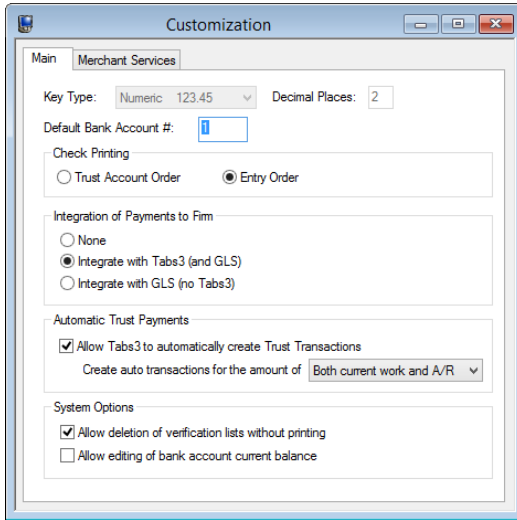 Customization
Main Merchant Services
Key Type: Numeric 123.45 Decimal Places: 2
Default Bank Account #: 1
Check Printing
Trust Account Order Entry Order
Integration of Payments to Firm
None
Integrate with Tabs3 (and GLS)
Integrate with GLS (no Tabs3)
Automatic Trust Payments
Allow Tabs3 to automatically create Trust Transactions
Create auto transactions for the amount of Both current work and A/R
System Options
Allow deletion of verification lists without printing
Allow editing of bank account current balance